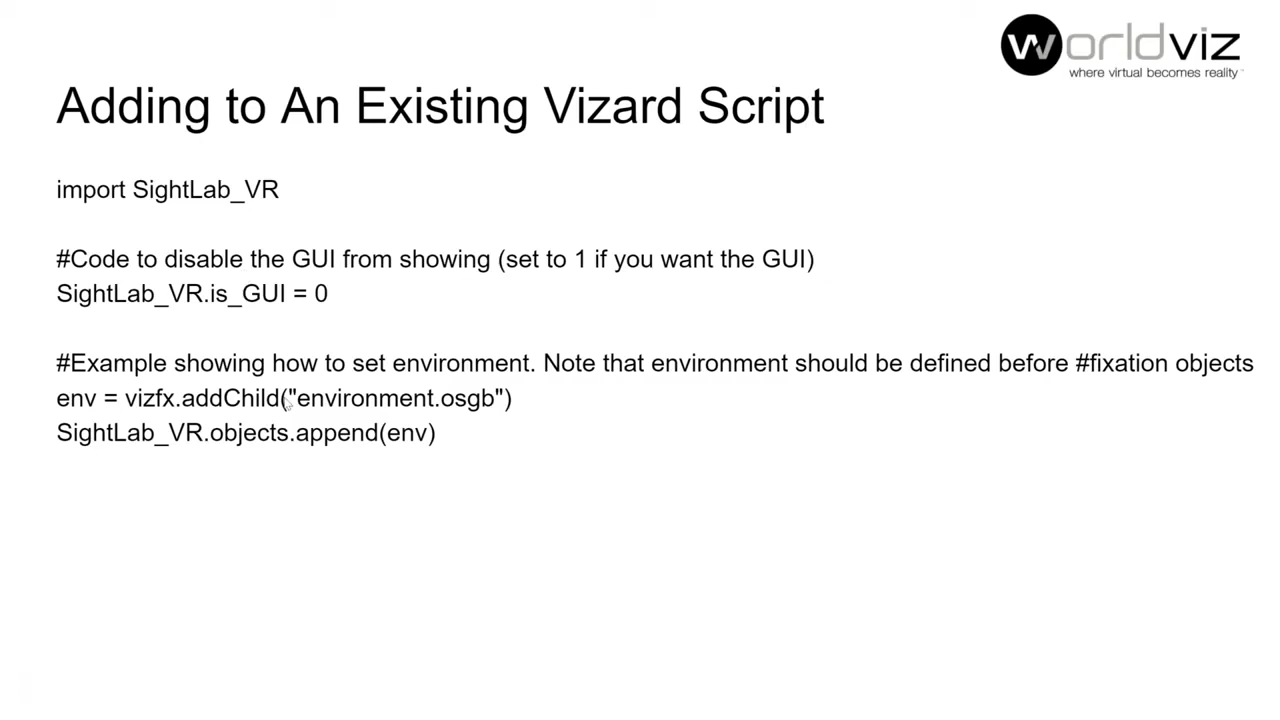 worldviz
where virtual becomes reality
Adding to An Existing Vizard Script
import SightLab_VR
#Code to disable the GUI from showing (set to 1 if you want the GUI)
SightLab_VR.is_GUI = 0
#Example showing how to set environment. Note that environment should be defined before #fixation objects
env = vizfx.addChild("environment.osgb")
SightLab_VR.objects.append(env)